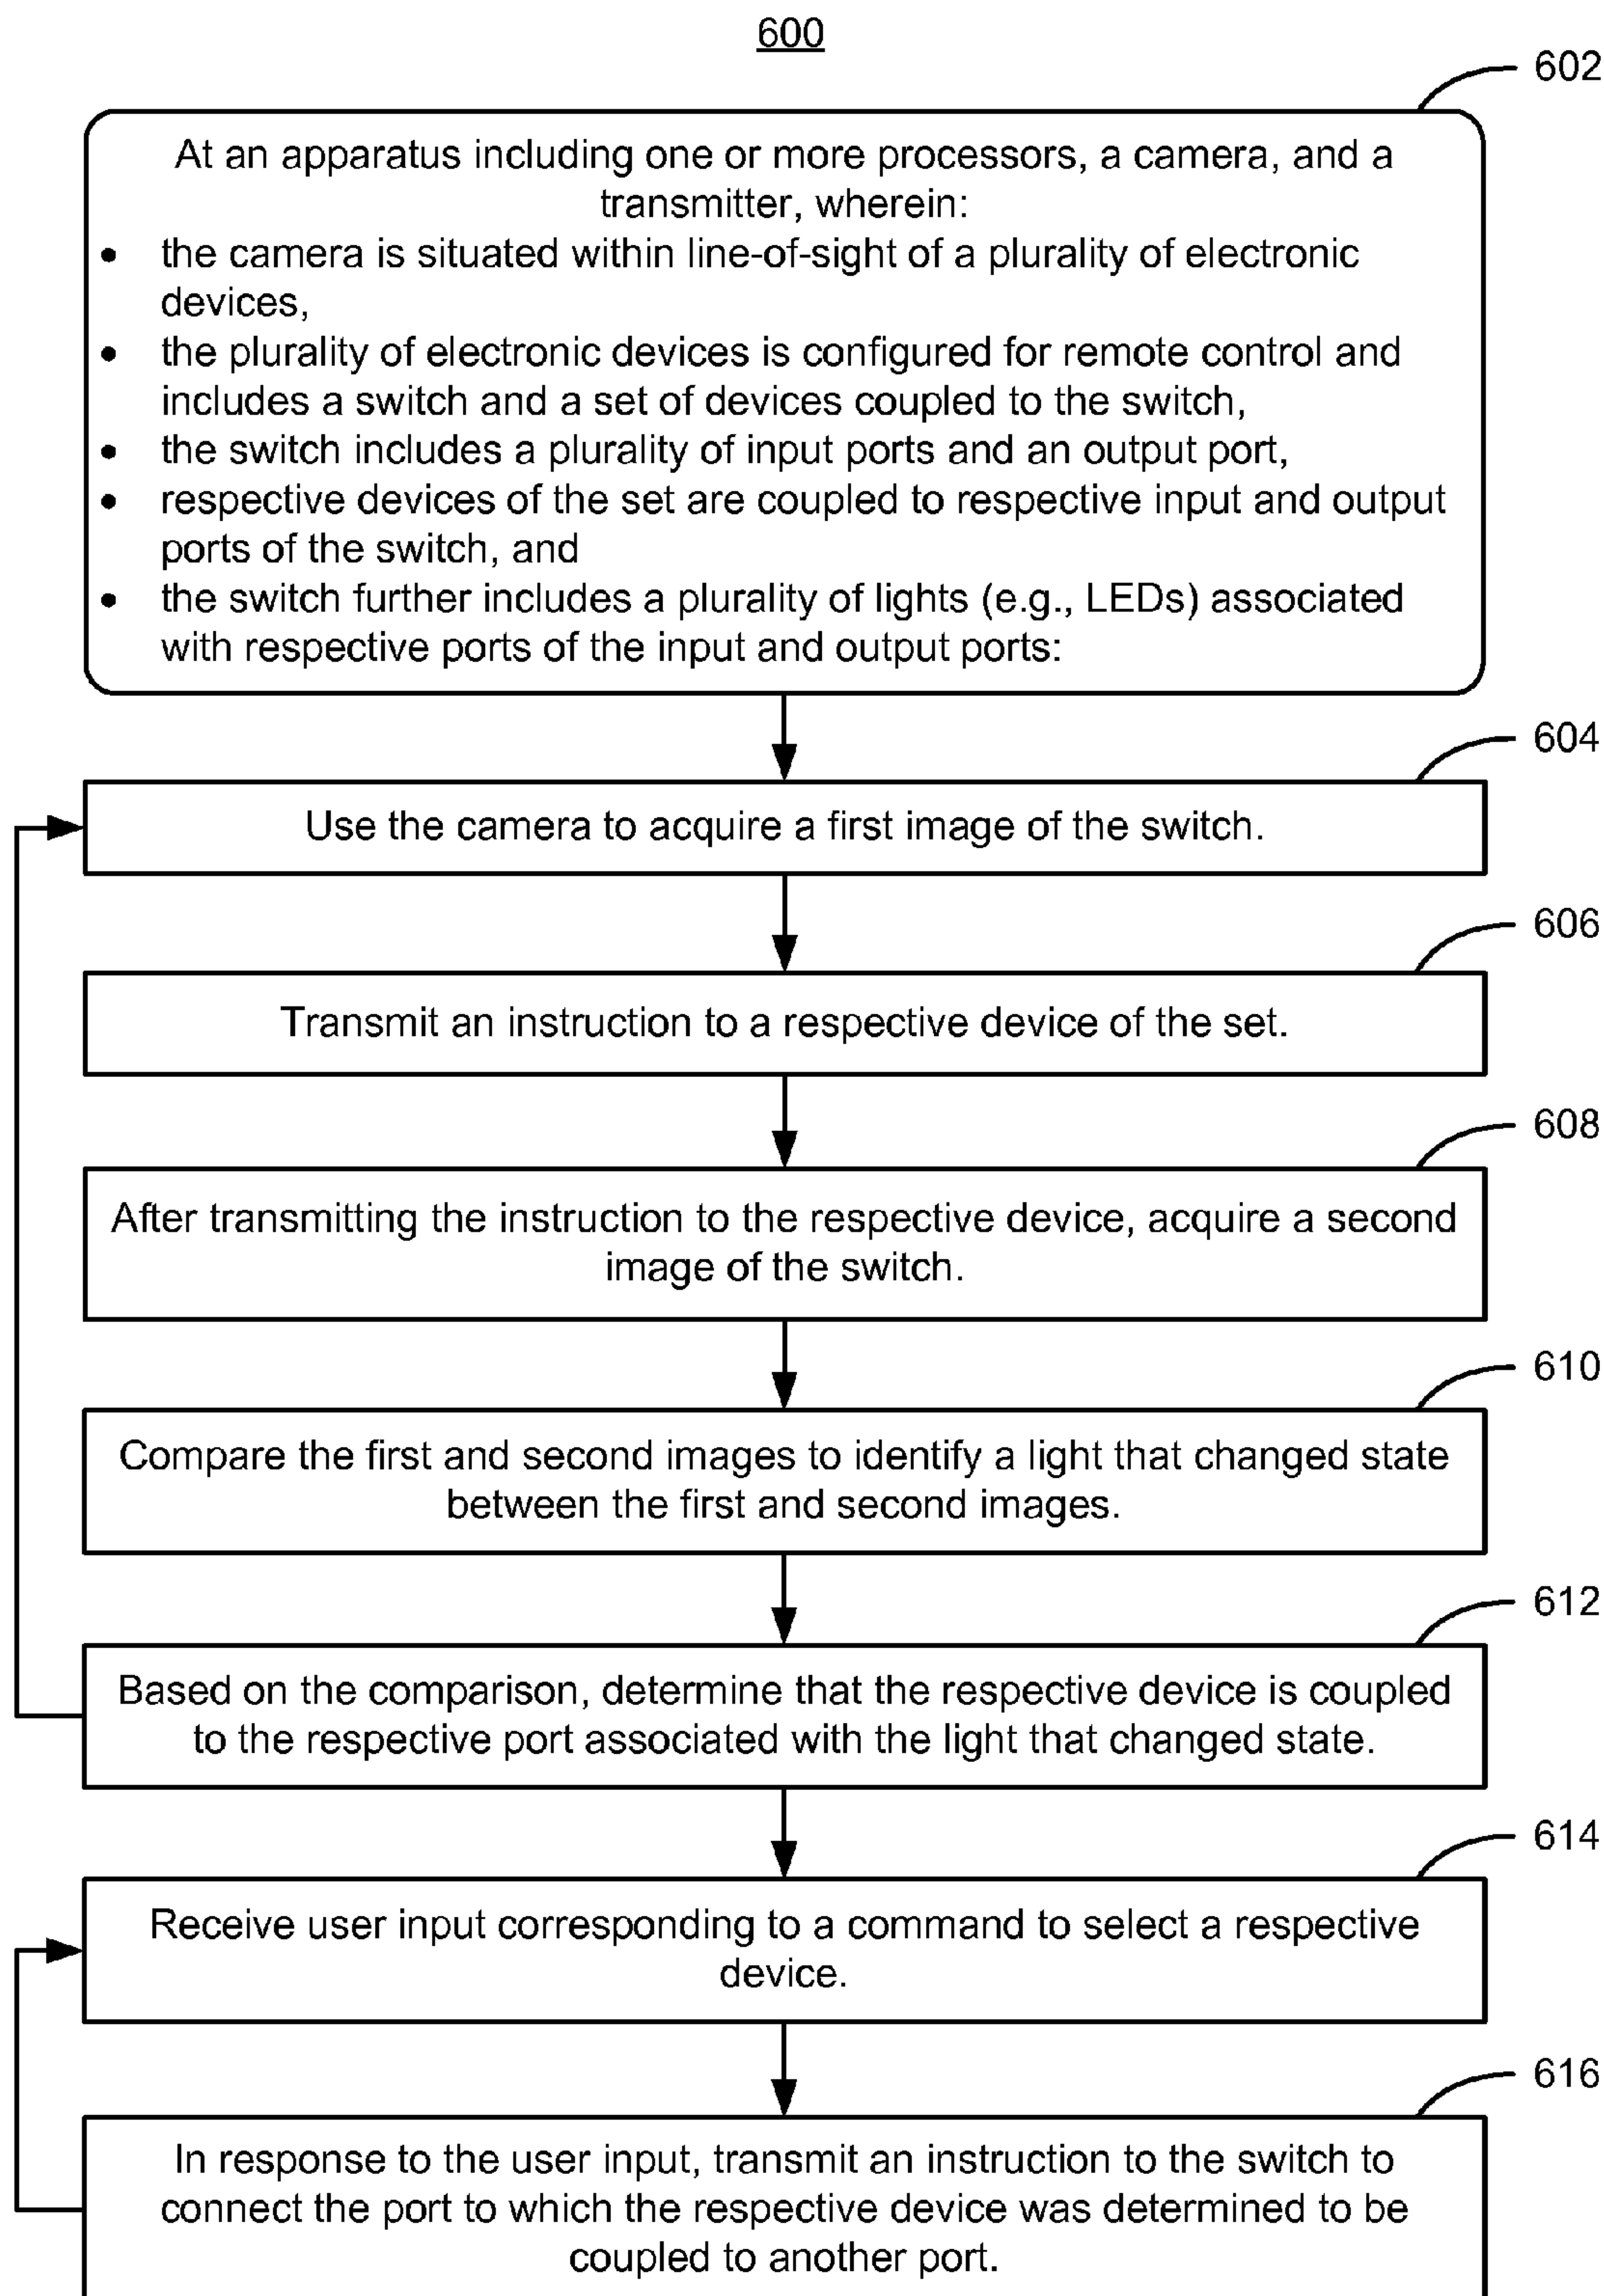 600
602
At an apparatus including one or more processors, a camera, and a
transmitter, wherein:
• the camera is situated within line-of-sight of a plurality of electronic
devices,
• the plurality of electronic devices is configured for remote control and
includes a switch and a set of devices coupled to the switch,
• the switch includes a plurality of input ports and an output port,
• respective devices of the set are coupled to respective input and output
ports of the switch, and
• the switch further includes a plurality of lights (e.g., LEDs) associated
with respective ports of the input and output ports:
604
Use the camera to acquire a first image of the switch.
606
Transmit an instruction to a respective device of the set.
608
After transmitting the instruction to the respective device, acquire a second
image of the switch.
610
Compare the first and second images to identify a light that changed state
between the first and second images.
612
Based on the comparison, determine that the respective device is coupled
to the respective port associated with the light that changed state.
614
Receive user input corresponding to a command to select a respective
device.
616
In response to the user input, transmit an instruction to the switch to
connect the port to which the respective device was determined to be
coupled to another port.